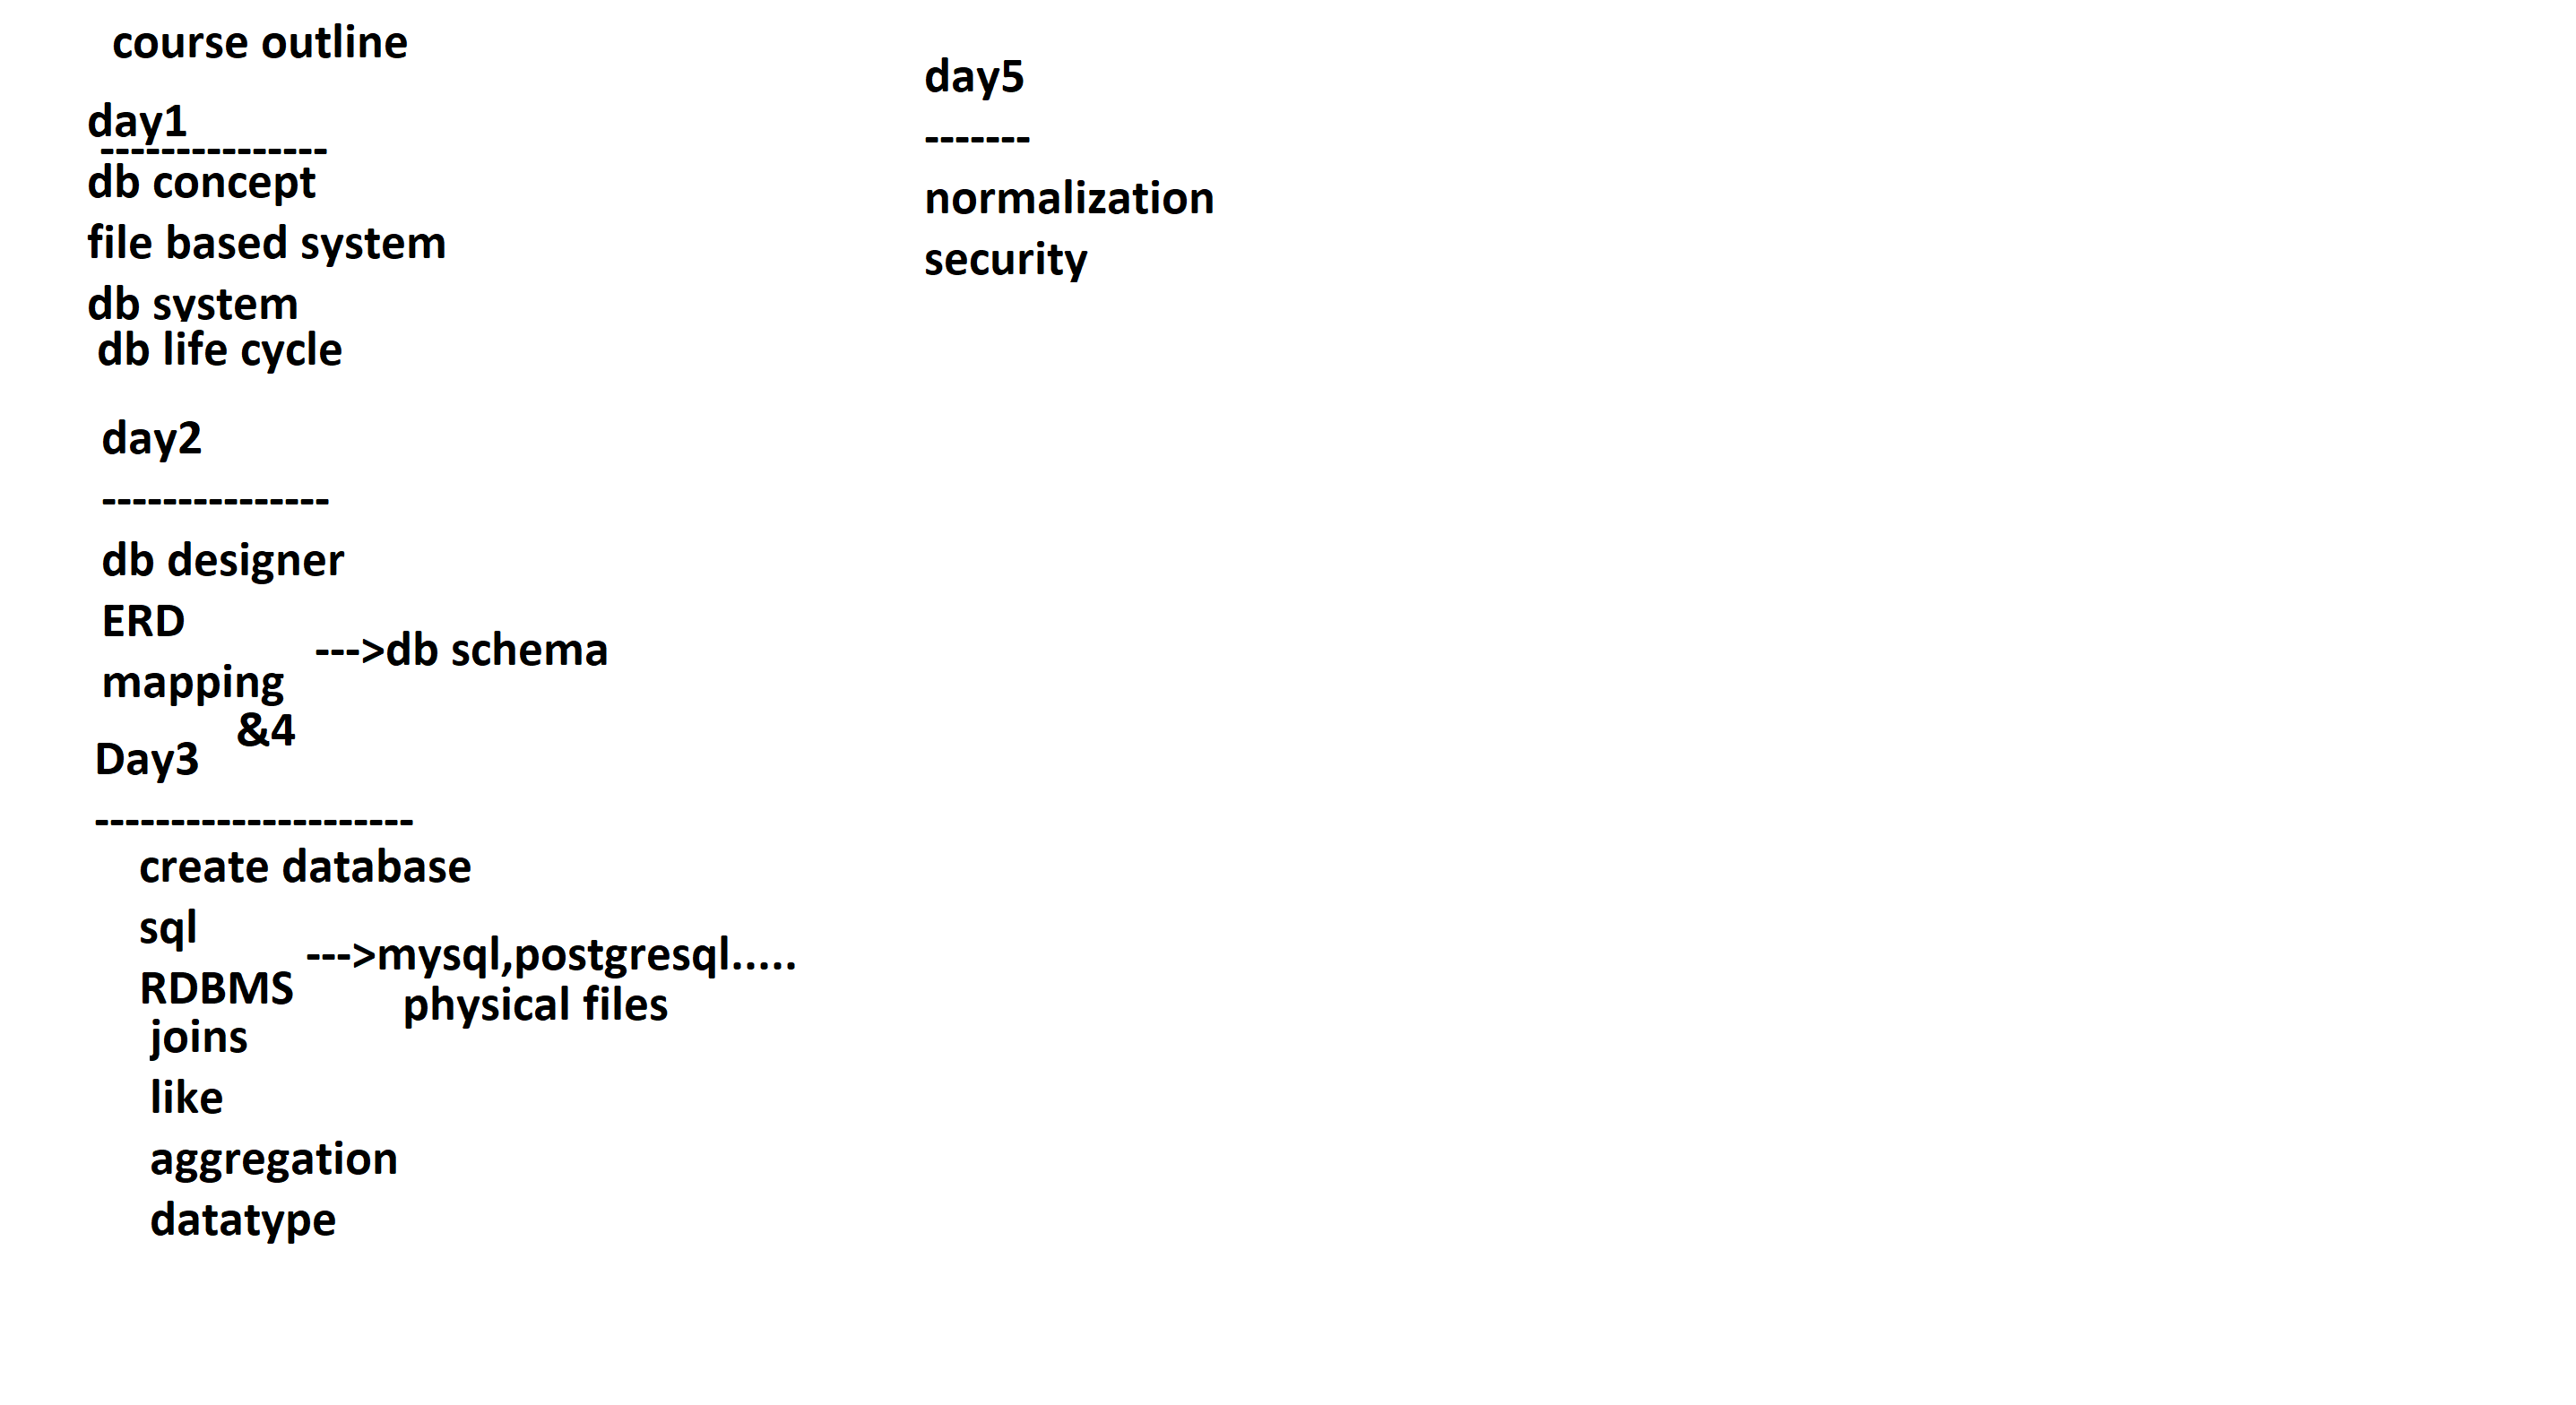 course outline
day1
---------------
db concept
file based system
db system
db life cycle
day2
---------------
db designer
ERD
--->db schema
mapping
&4
Day3
---------------------
create database
sql
--->mysql,postgresql.....
RDBMS
physical files
joins
like
aggregation
datatype
day5
-------
normalization
security